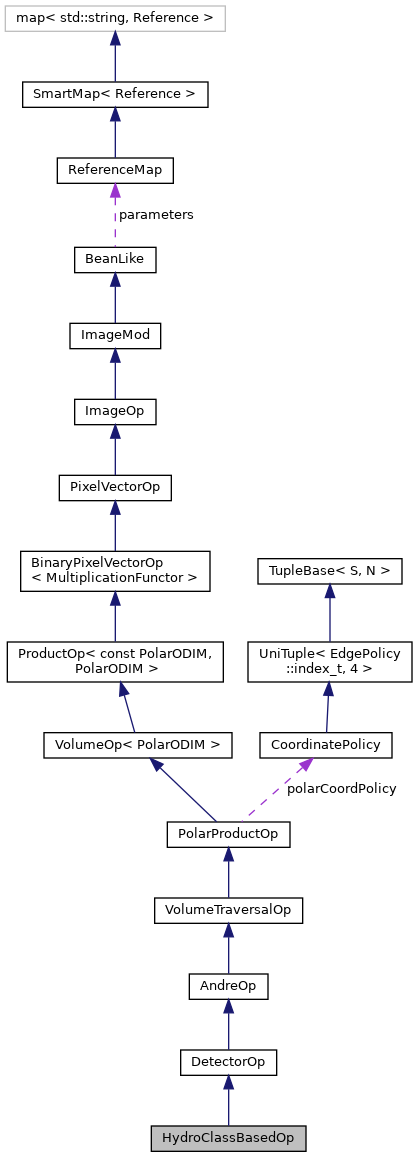 map< std::string, Reference >
SmartMap< Reference >
ReferenceMap
parameters
BeanLike
ImageMod
ImageOp
PixelVectorOp
BinaryPixelVectorOp
< MultiplicationFunctor >
TupleBase< S, N >
ProductOp< const PolarODIM,
PolarODIM >
UniTuple< EdgePolicy
::index_t, 4 >
VolumeOp< PolarODIM >
CoordinatePolicy
polarCoordPolicy
PolarProductOp
VolumeTraversalOp
AndreOp
DetectorOp
HydroClassBasedOp